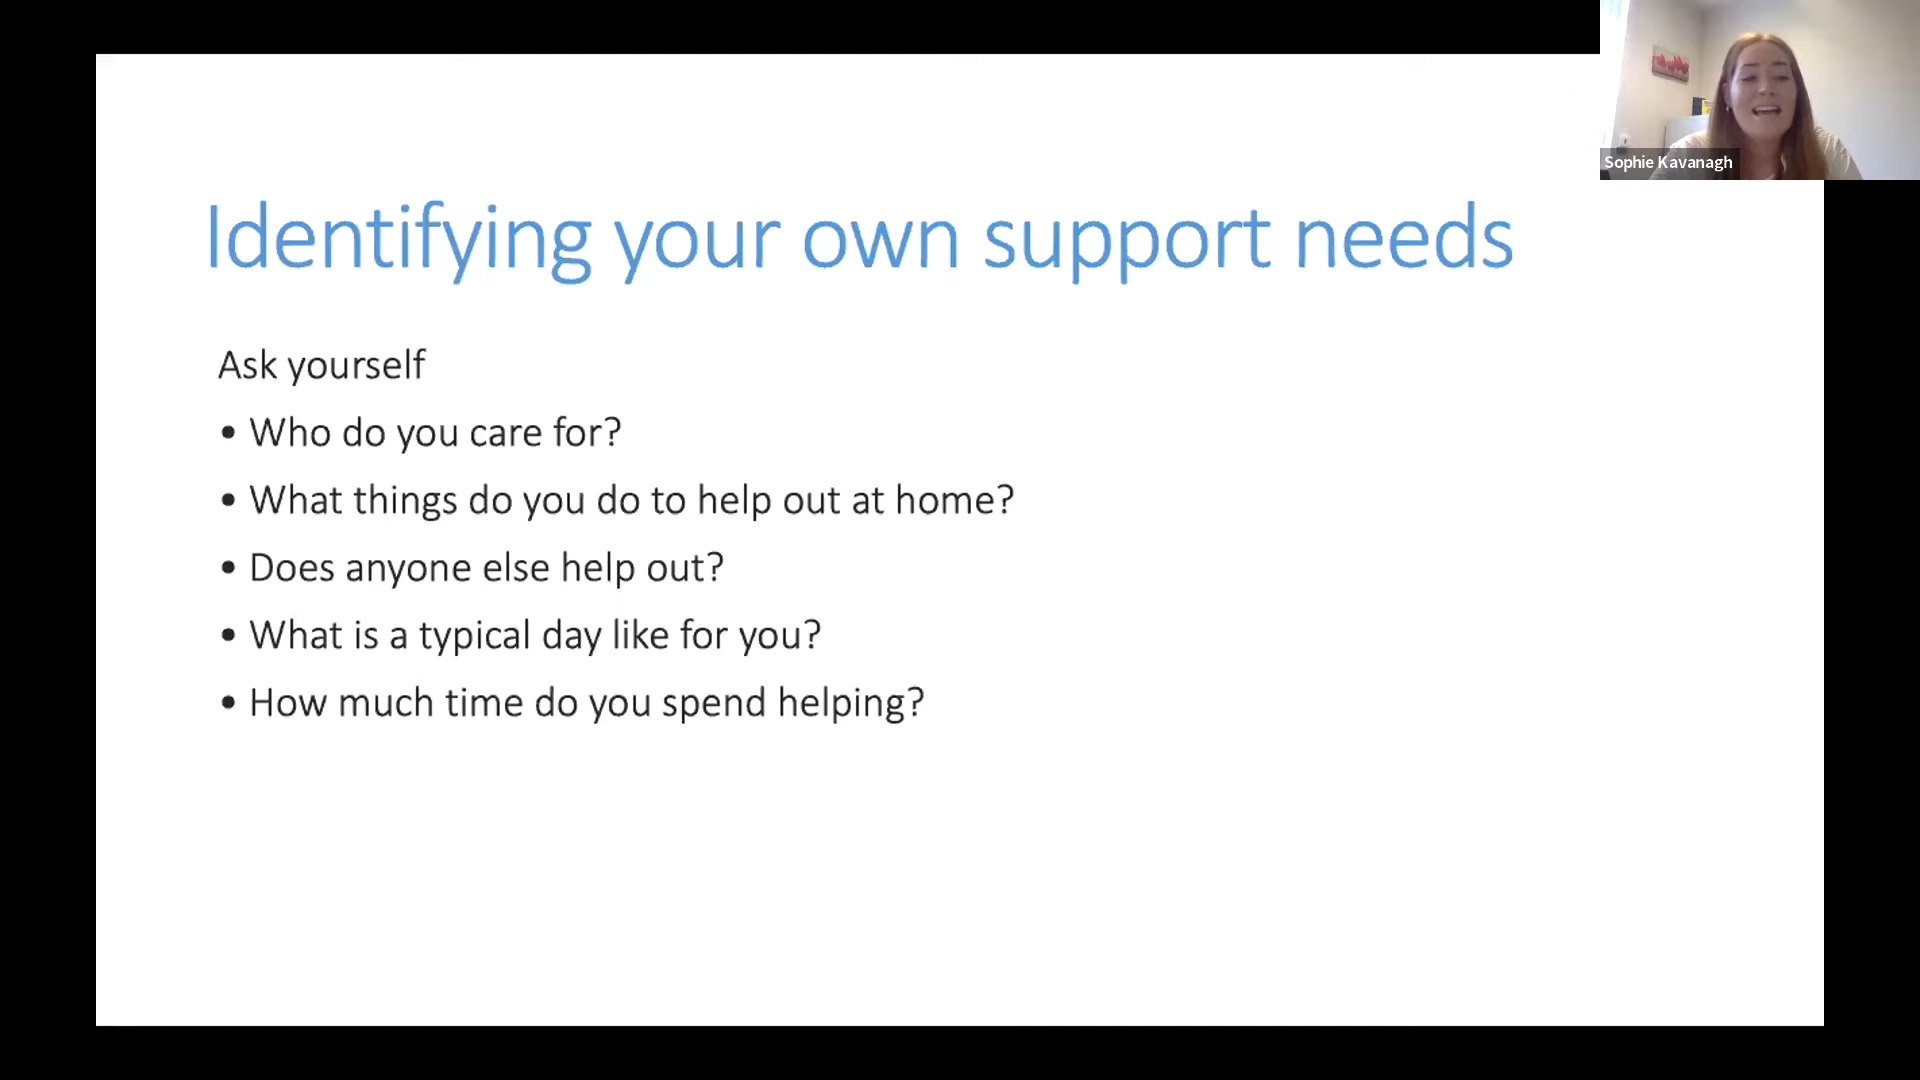 Sophie Kavanagh
Identifying your own support needs
Ask yourself
• Who do you care for?
• What things do you do to help out at home?
• Does anyone else help out?
• What is a typical day like for you?
• How much time do you spend helping?